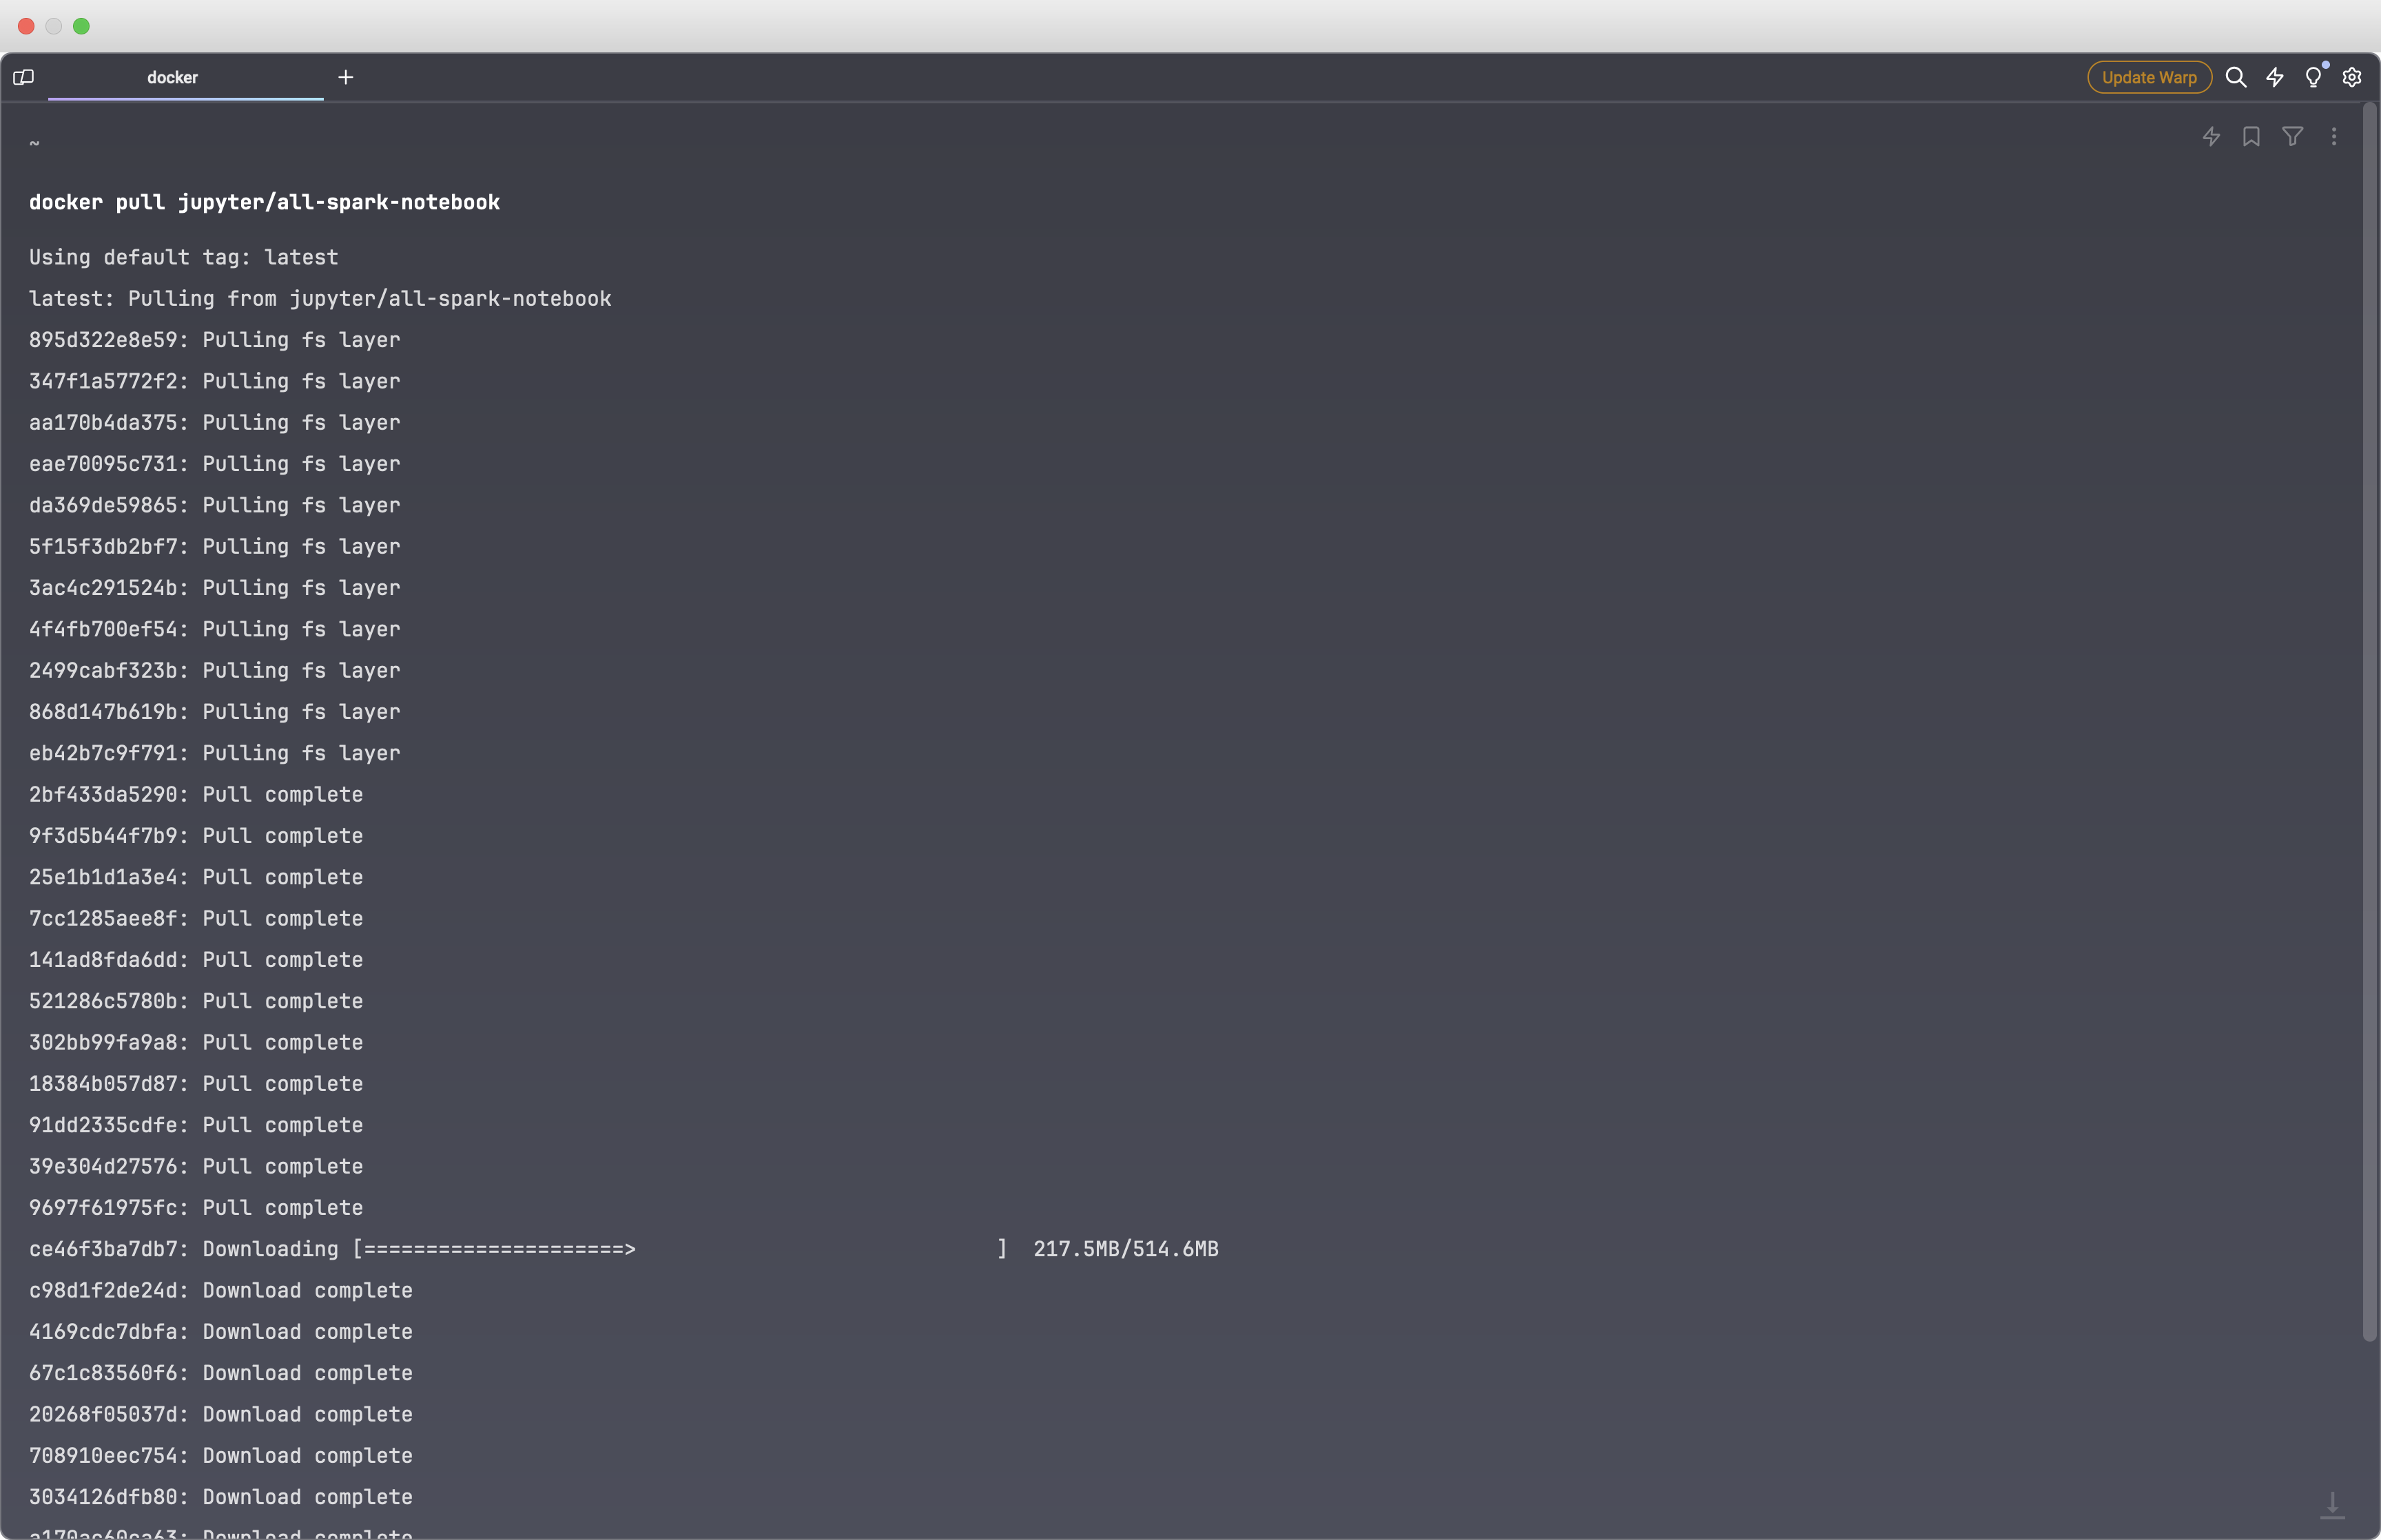 docker
Update Warp
~
docker pull jupyter/all-spark-notebook
Using default tag: latest
latest: Pulling from jupyter/all-spark-notebook
895d322e8e59: Pulling fs layer
347f1a5772f2: Pulling fs layer
aa170b4da375: Pulling fs layer
eae70095c731: Pulling fs layer
da369de59865: Pulling fs layer
5f15f3db2bf7: Pulling fs layer
3ac4c291524b: Pulling fs layer
4f4fb700ef54: Pulling fs layer
2499cabf323b: Pulling fs layer
868d147b619b: Pulling fs layer
eb42b7c9f791: Pulling fs layer
2bf433da5290: Pull complete
9f3d5b44f7b9: Pull complete
25e1b1d1a3e4: Pull complete
7cc1285aee8f: Pull complete
141ad8fda6dd: Pull complete
521286c5780b: Pull complete
302bb99fa9a8: Pull complete
18384b057d87: Pull complete
91dd2335cdfe: Pull complete
39e304d27576: Pull complete
9697f61975fc: Pull complete
ce46f3ba7db7: Downloading [=====================>                             ]  217.5MB/514.6MB
c98d1f2de24d: Download complete
4169cdc7dbfa: Download complete
67c1c83560f6: Download complete
20268f05037d: Download complete
708910eec754: Download complete
3034126dfb80: Download complete
a170ac60ca63: Download complete